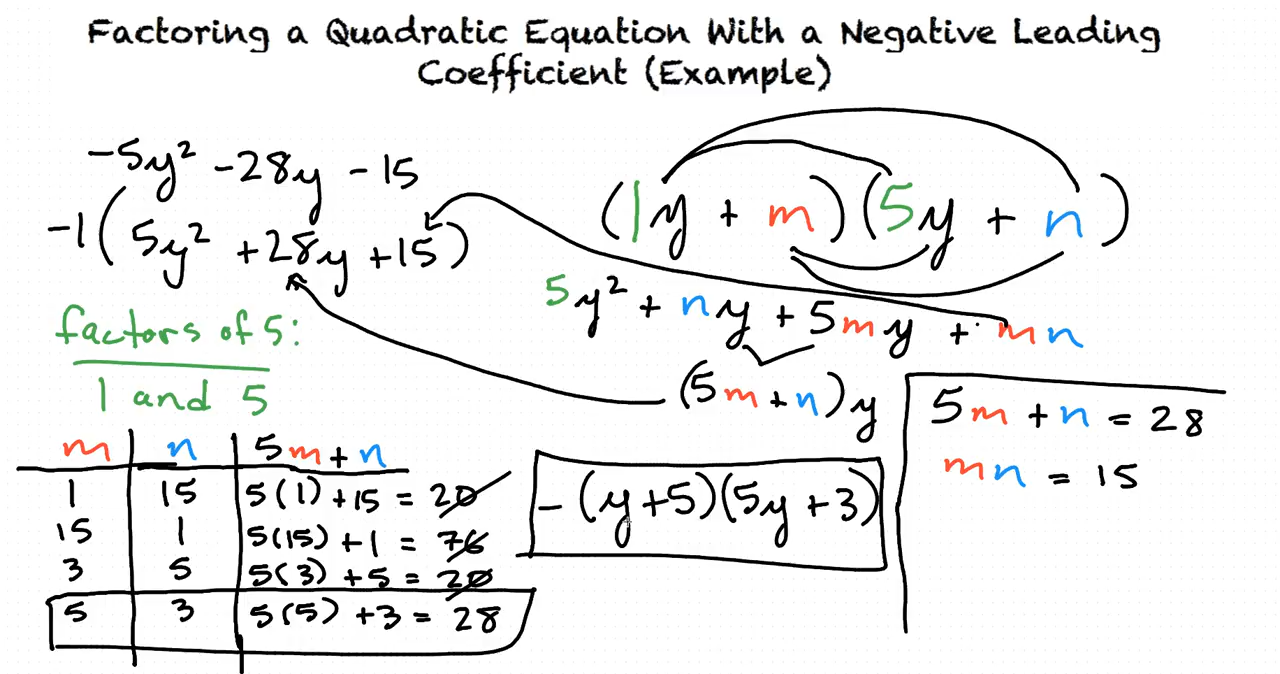 Factoring a Quadratic Equation With a Negative Leading
Coefficient (Example)
-5y² -28y -15
-1(5y² +28y +15)
(1y + m)(5y + n)
5y² + ny + 5my + mn
(5m+n)y
factors of 5:
1 and 5
m n 5m+n
1 15 5(1) +15 = 20
15 1 5(15) +1 = 76
3 5 5(3) +5 = 20
5 3 5(5) +3 = 28
-(y+5)(5y+3)
5m + n = 28
mn = 15